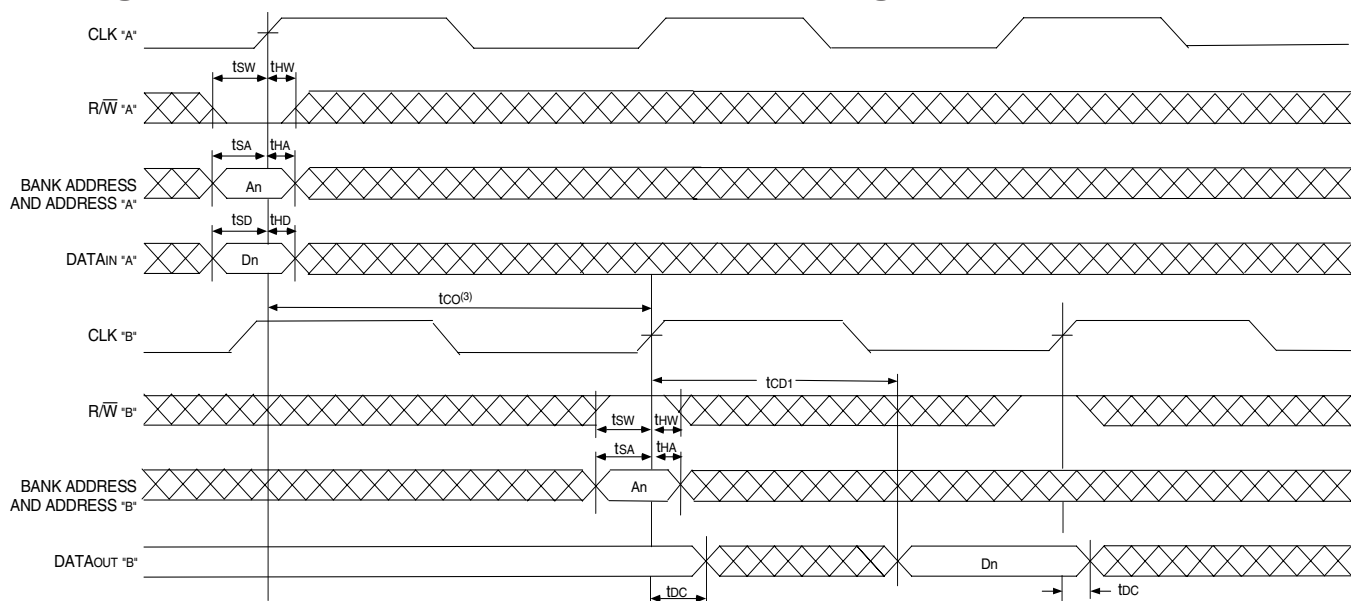 CLK "A"
tSW tHW
R/W̅ "A"
tSA tHA
BANK ADDRESS
AND ADDRESS "A"
An
tSD tHD
DATAIN "A"
Dn
tCO(3)
CLK "B"
tCD1
R/W̅ "B"
tSW tHW
tSA tHA
BANK ADDRESS
AND ADDRESS "B"
An
DATAOUT "B"
Dn
tDC
tDC